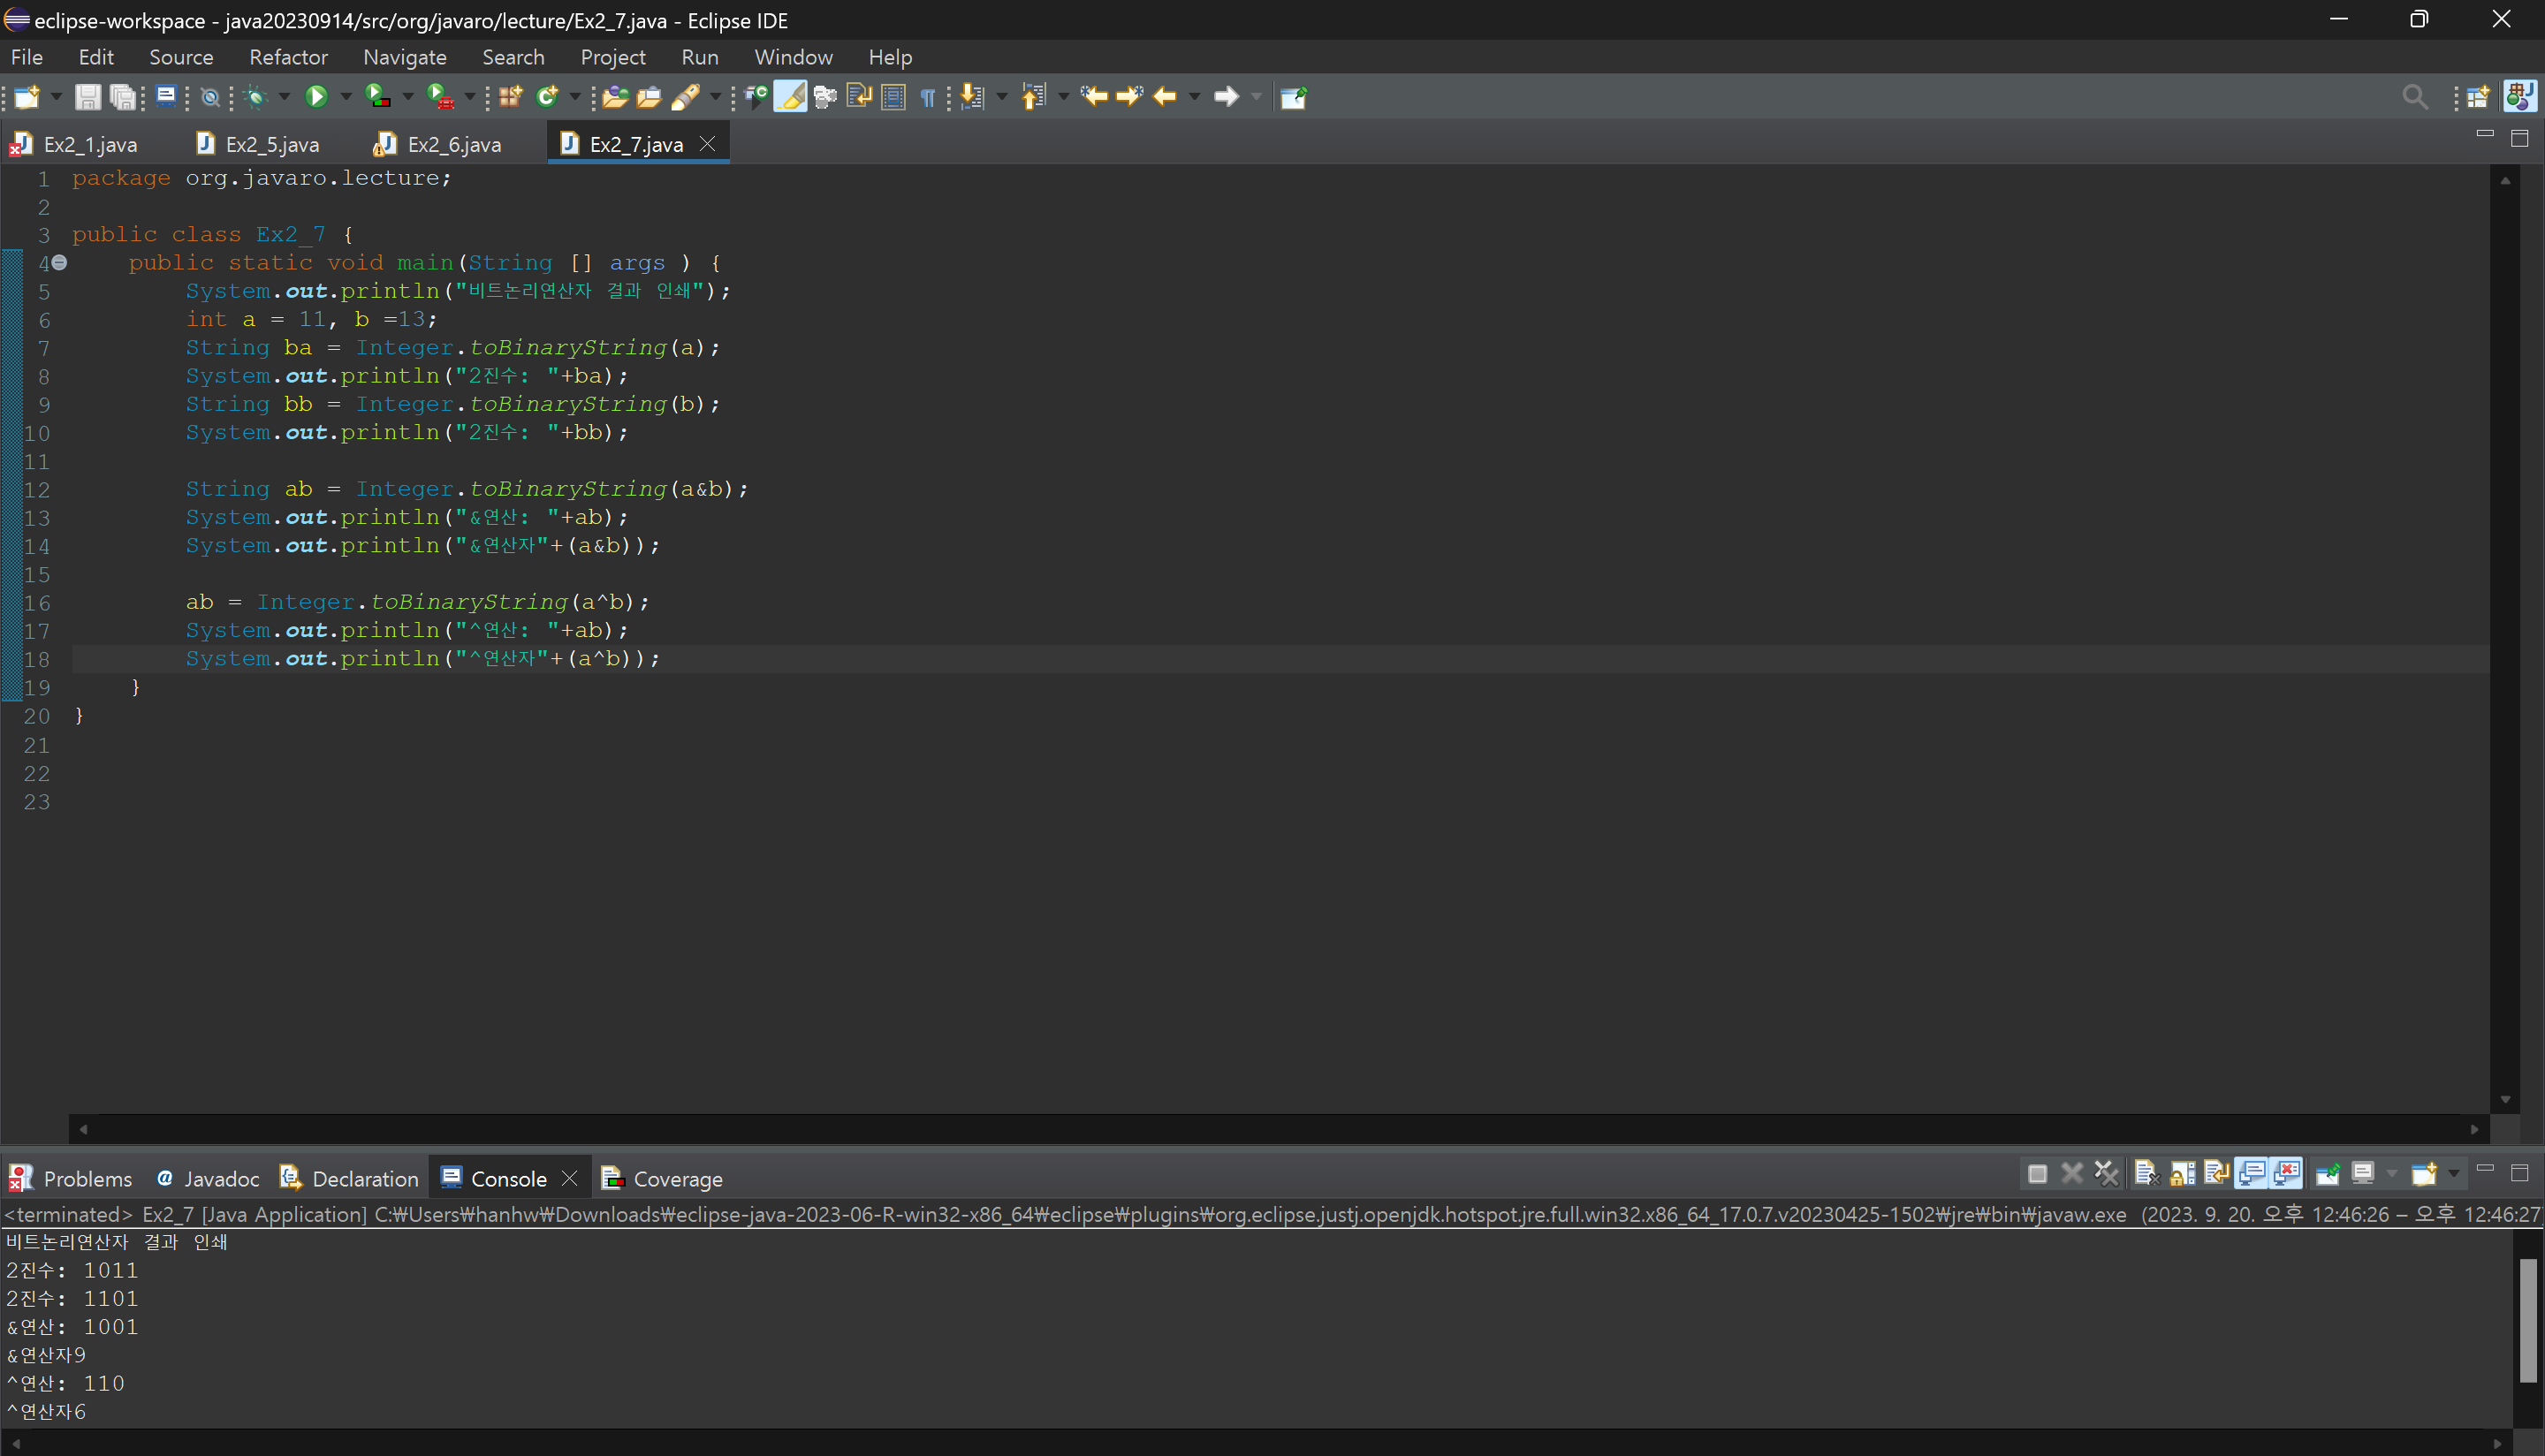 eclipse-workspace - java20230914/src/org/javaro/lecture/Ex2_7.java - Eclipse IDE
File Edit Source Refactor Navigate Search Project Run Window Help
Ex2_1.java Ex2_5.java Ex2_6.java Ex2_7.java
1 package org.javaro.lecture;
2
3 public class Ex2_7 {
4 public static void main(String [] args ) {
5 System.out.println("비트논리연산자 결과 인쇄");
6 int a = 11, b =13;
7 String ba = Integer.toBinaryString(a);
8 System.out.println("2진수: "+ba);
9 String bb = Integer.toBinaryString(b);
10 System.out.println("2진수: "+bb);
11
12 String ab = Integer.toBinaryString(a&b);
13 System.out.println("&연산: "+ab);
14 System.out.println("&연산자"+(a&b));
15
16 ab = Integer.toBinaryString(a^b);
17 System.out.println("^연산: "+ab);
18 System.out.println("^연산자"+(a^b));
19 }
20 }
21
22
23
Problems Javadoc Declaration Console Coverage
<terminated> Ex2_7 [Java Application] C:₩Users₩hanhw₩Downloads₩eclipse-java-2023-06-R-win32-x86_64₩eclipse₩plugins₩org.eclipse.justj.openjdk.hotspot.jre.full.win32.x86_64_17.0.7.v20230425-1502₩jre₩bin₩javaw.exe (2023. 9. 20. 오후 12:46:26 – 오후 12:46:27
비트논리연산자 결과 인쇄
2진수: 1011
2진수: 1101
&연산: 1001
&연산자9
^연산: 110
^연산자6